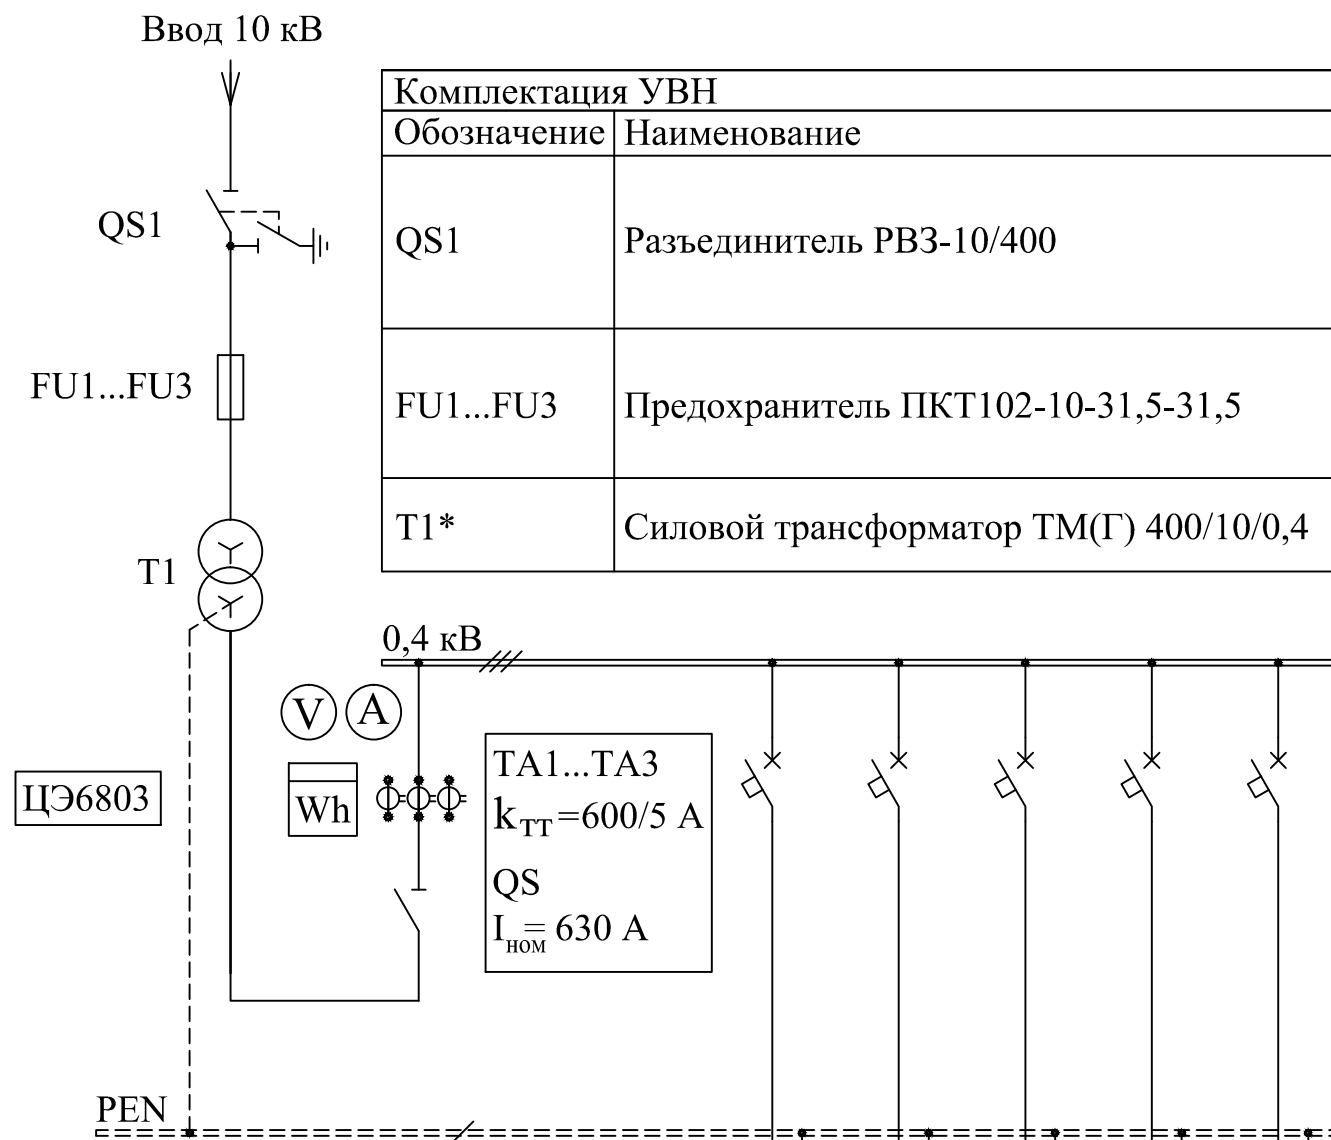 Ввод 10 кВ
Комплектация УВН
Обозначение Наименование
QS1
QS1 Разъединитель РВЗ-10/400
FU1...FU3
FU1...FU3 Предохранитель ПКТ102-10-31,5-31,5
T1* Силовой трансформатор ТМ(Г) 400/10/0,4
T1
0,4 кВ
V A
ЦЭ6803
Wh
TA1...TA3
kТТ=600/5 А
QS
Iном= 630 А
PEN